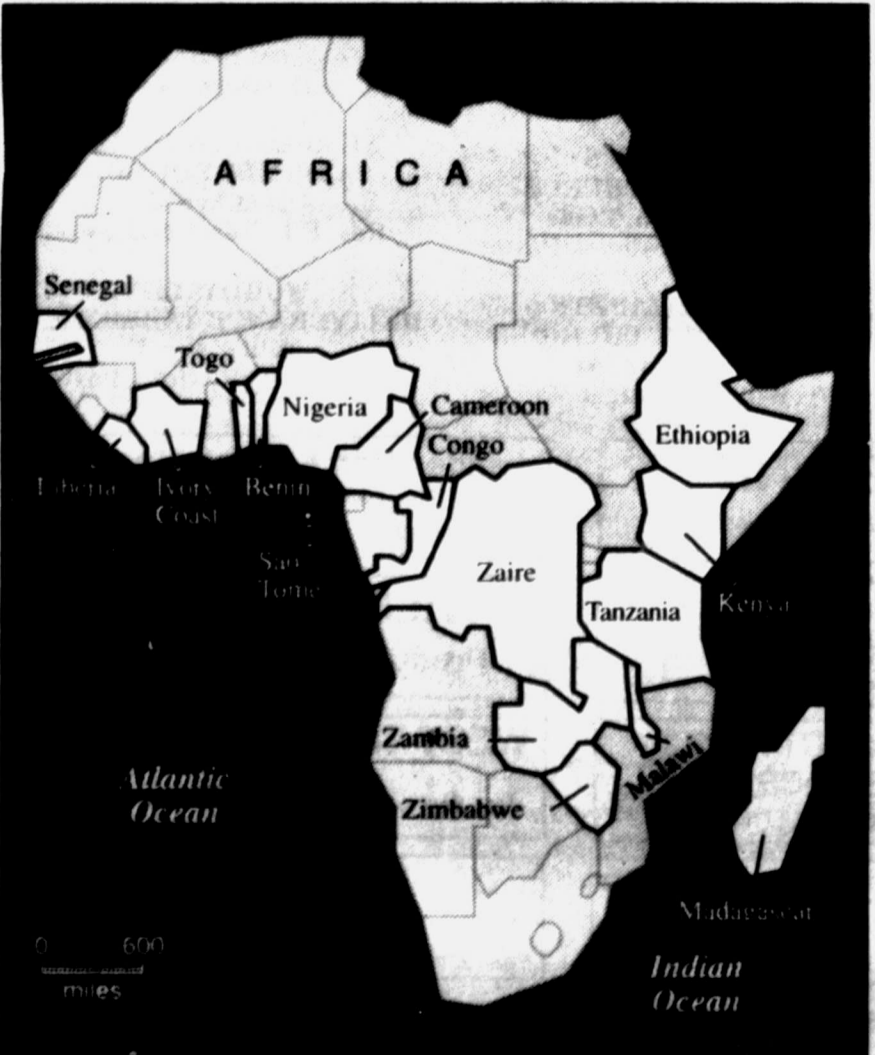 AFRICA
Senegal
Togo
Nigeria
Cameroon
Congo
Ethiopia
Liberia
Ivory
Coast
Benin
Sao
Tome
Zaire
Tanzania
Kenya
Zambia
Malawi
Zimbabwe
Atlantic
Ocean
Madagascar
0 600
miles
Indian
Ocean